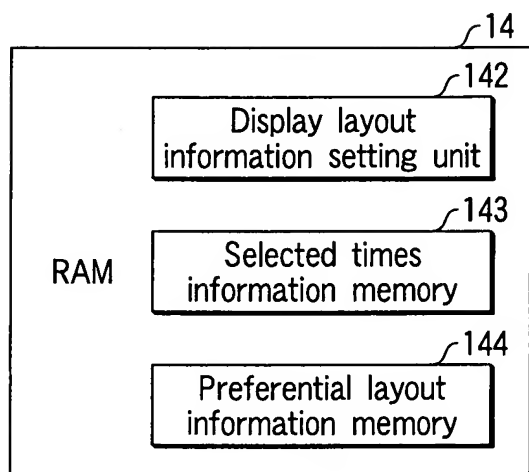 14
142
Display layout
information setting unit
143
RAM
Selected times
information memory
144
Preferential layout
information memory